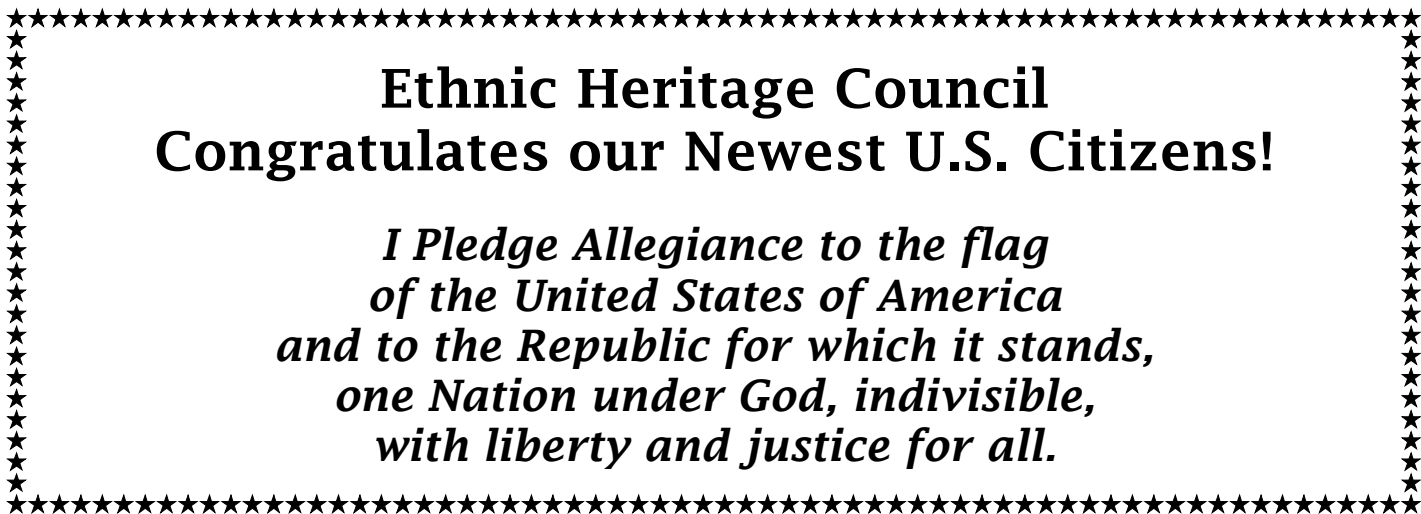 Ethnic Heritage Council
Congratulates our Newest U.S. Citizens!
I Pledge Allegiance to the flag
of the United States of America
and to the Republic for which it stands,
one Nation under God, indivisible,
with liberty and justice for all.